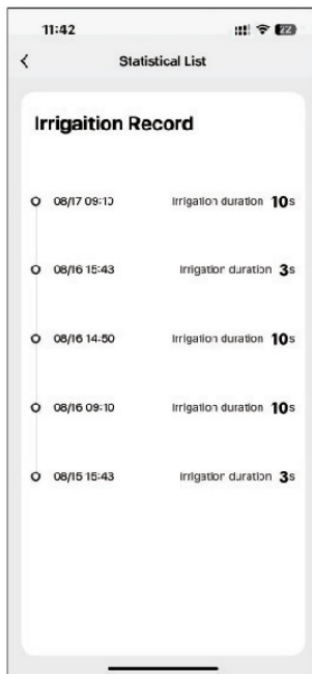 11:42
22
Statistical List
Irrigaition Record
08/17 09:10 Irrigation duration 10s
08/16 15:43 Irrigation duration 3s
08/16 14:50 Irrigation duration 10s
08/16 09:10 Irrigation duration 10s
08/15 15:43 Irrigation duration 3s